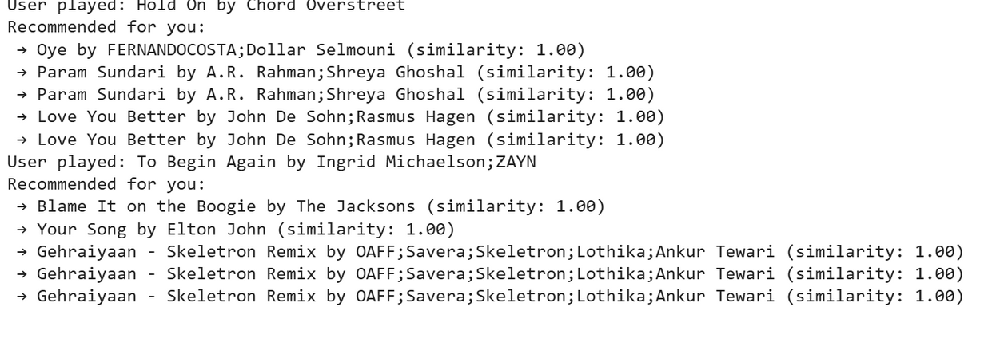 User played: Hold On by Chord Overstreet
Recommended for you:
→ Oye by FERNANDOCOSTA;Dollar Selmouni (similarity: 1.00)
→ Param Sundari by A.R. Rahman;Shreya Ghoshal (similarity: 1.00)
→ Param Sundari by A.R. Rahman;Shreya Ghoshal (similarity: 1.00)
→ Love You Better by John De Sohn;Rasmus Hagen (similarity: 1.00)
→ Love You Better by John De Sohn;Rasmus Hagen (similarity: 1.00)
User played: To Begin Again by Ingrid Michaelson;ZAYN
Recommended for you:
→ Blame It on the Boogie by The Jacksons (similarity: 1.00)
→ Your Song by Elton John (similarity: 1.00)
→ Gehraiyaan - Skeletron Remix by OAFF;Savera;Skeletron;Lothika;Ankur Tewari (similarity: 1.00)
→ Gehraiyaan - Skeletron Remix by OAFF;Savera;Skeletron;Lothika;Ankur Tewari (similarity: 1.00)
→ Gehraiyaan - Skeletron Remix by OAFF;Savera;Skeletron;Lothika;Ankur Tewari (similarity: 1.00)